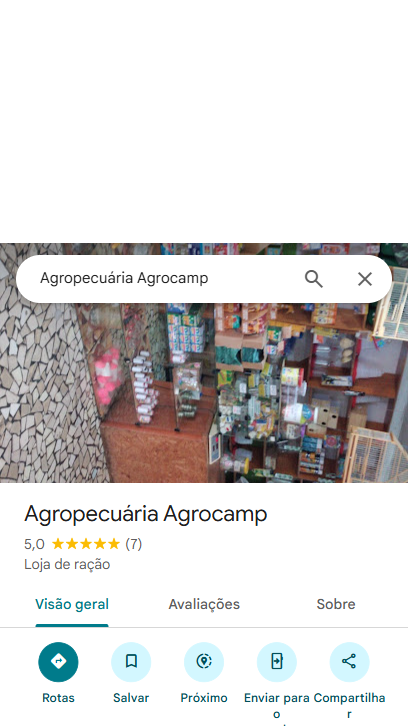 Agropecuária Agrocamp
Agropecuária Agrocamp
5,0 (7)
Loja de ração
Visão geral Avaliações Sobre
Rotas Salvar Próximo Enviar para o Compartilhar